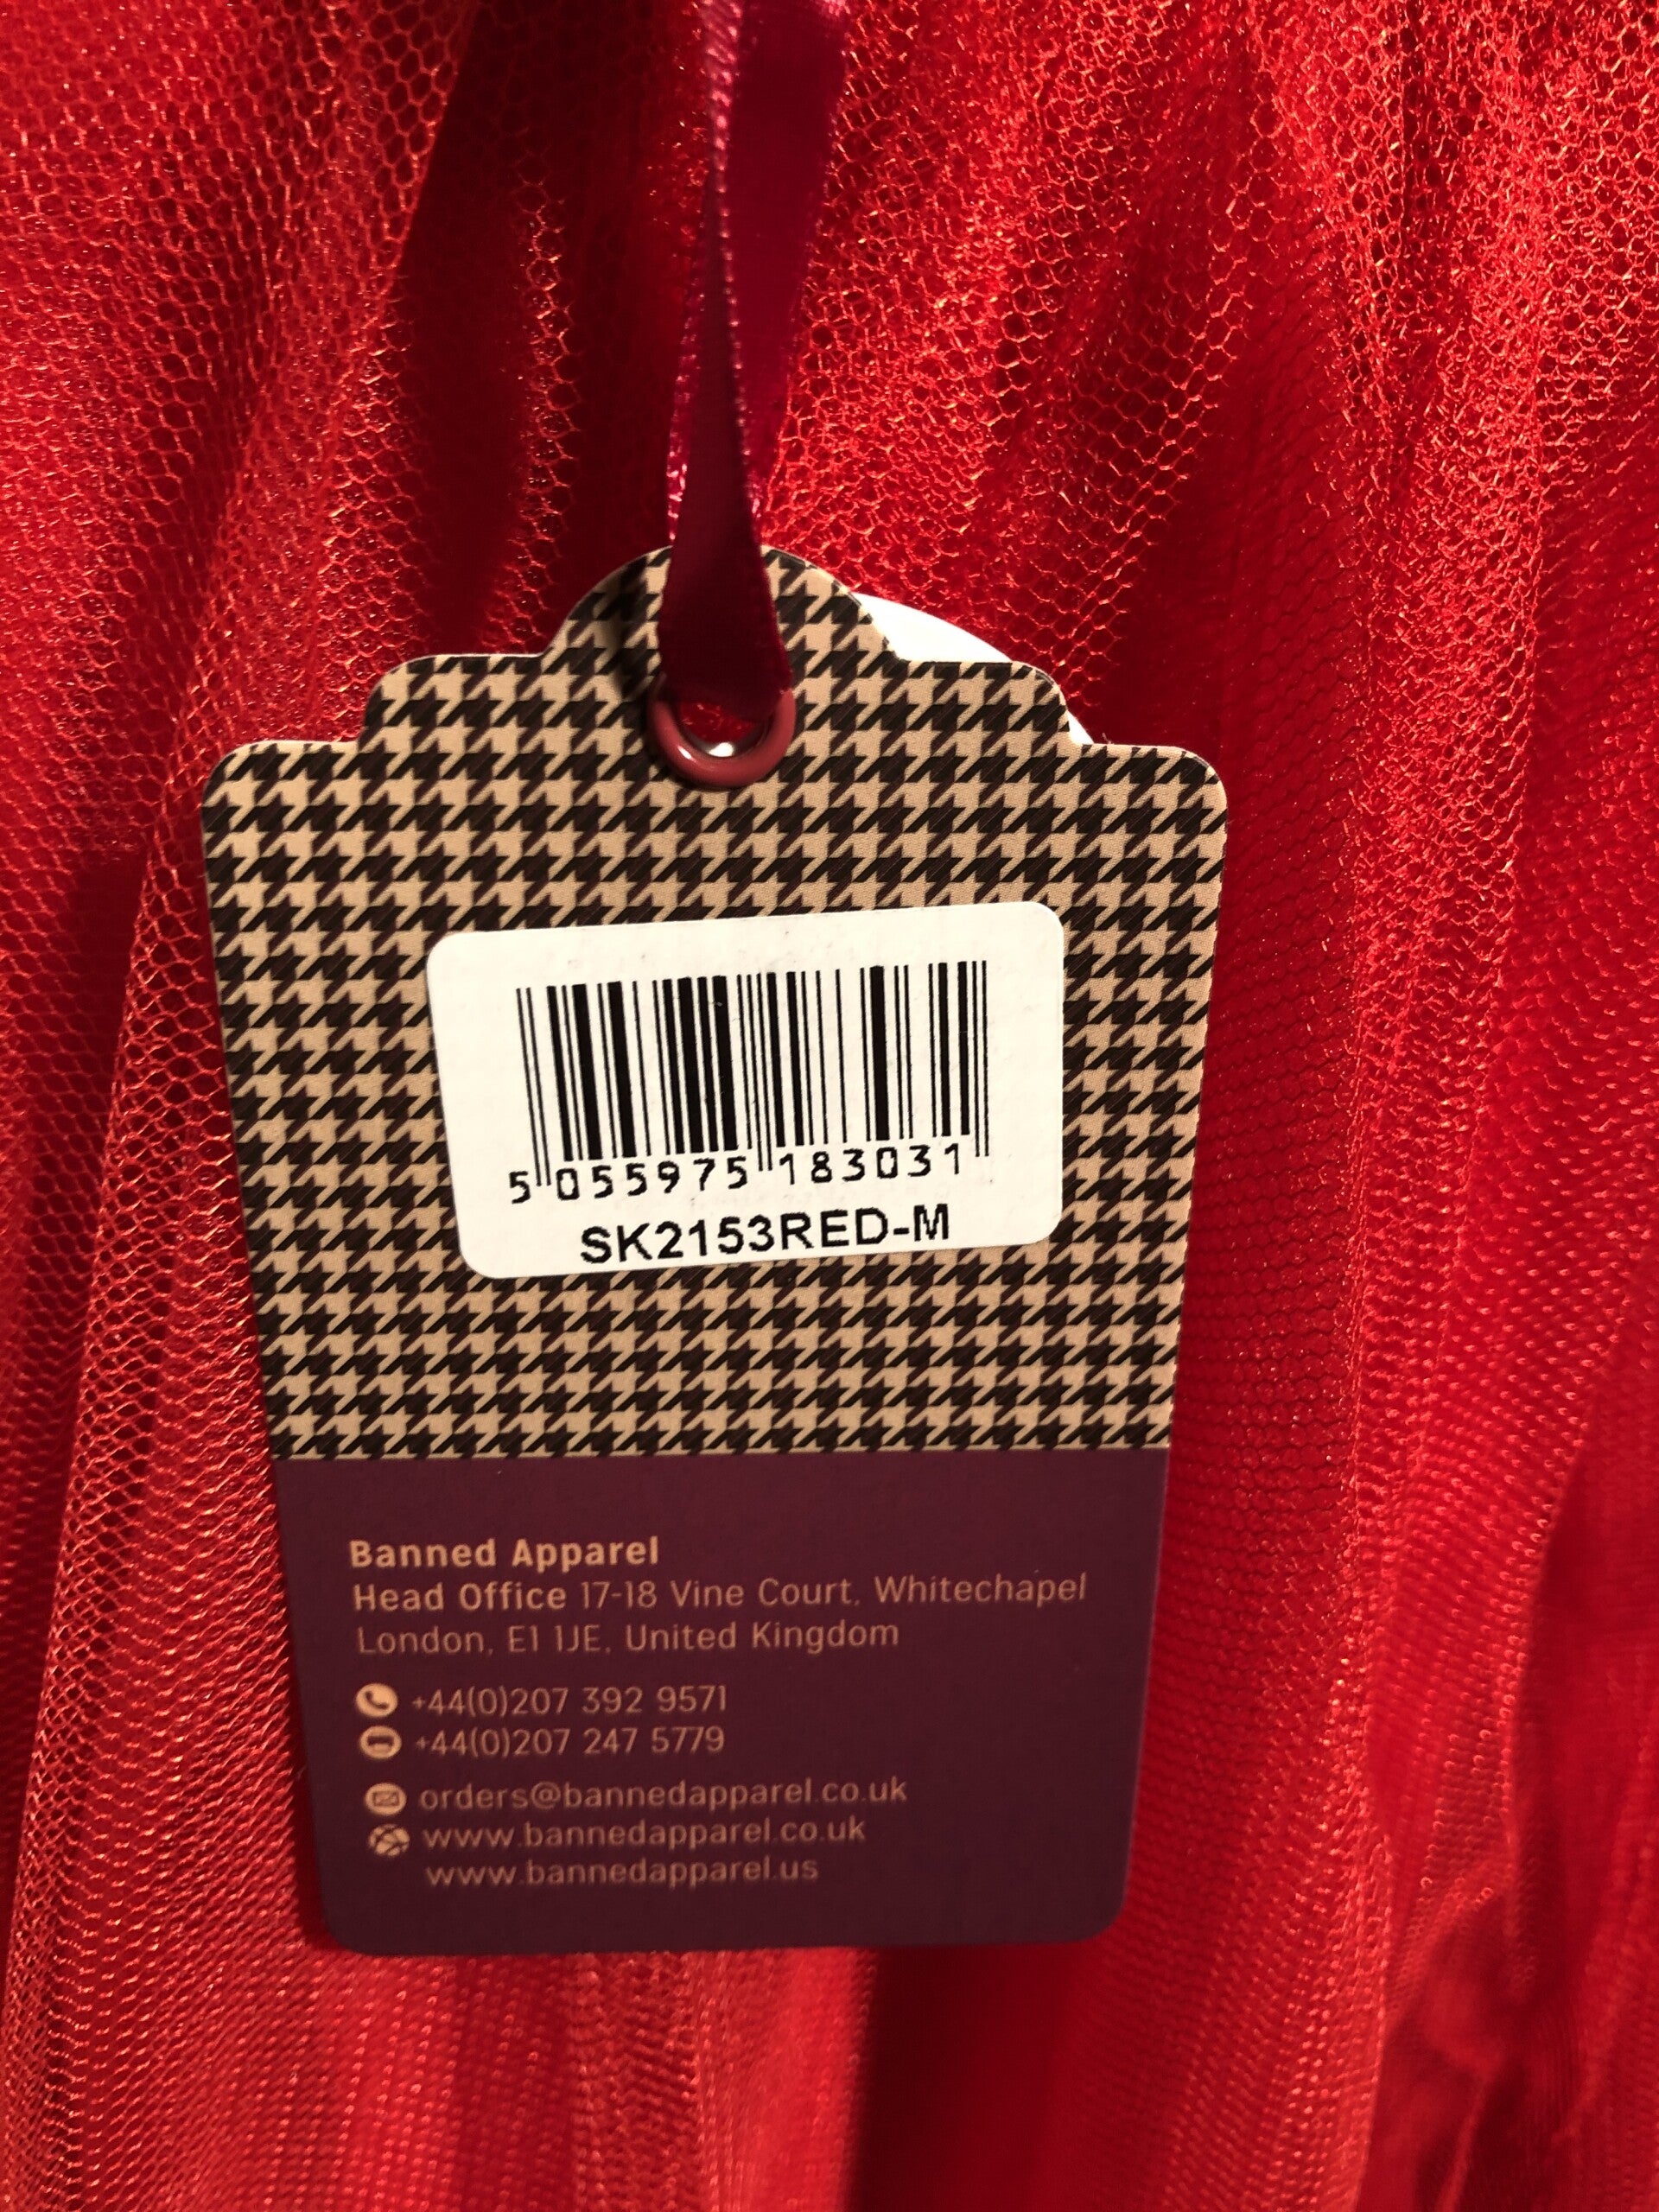 5 055975 183031
SK2153RED-M
Banned Apparel
Head Office 17-18 Vine Court, Whitechapel
London, E1 1JE, United Kingdom
+44(0)207 392 9571
+44(0)207 247 5779
orders@bannedapparel.co.uk
www.bannedapparel.co.uk
www.bannedapparel.us